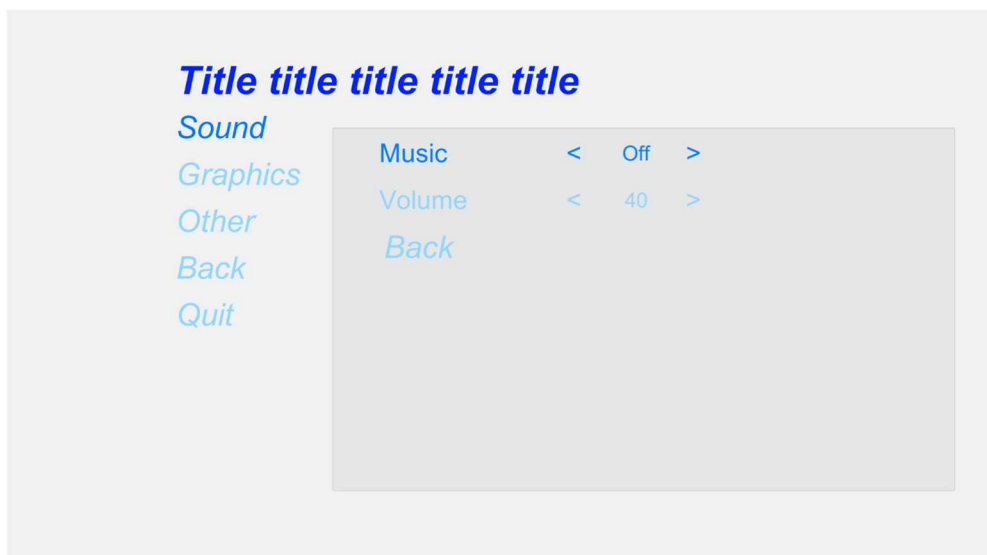 Title title title title title
Sound
Graphics
Other
Back
Quit
Music < Off >
Volume < 40 >
Back